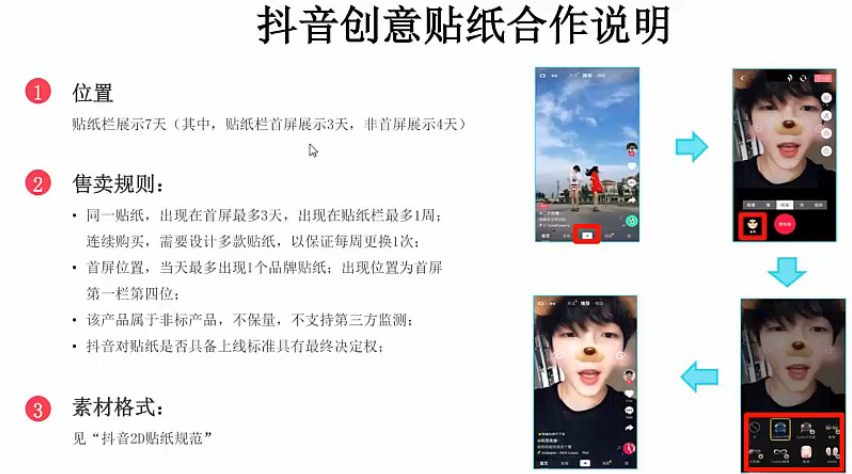 抖音创意贴纸合作说明
1 位置
贴纸栏展示7天（其中，贴纸栏首屏展示3天，非首屏展示4天）
2 售卖规则：
• 同一贴纸，出现在首屏最多3天，出现在贴纸栏最多1周；
连续购买，需要设计多款贴纸，以保证每周更换1次；
• 首屏位置，当天最多出现1个品牌贴纸；出现位置为首屏
第一栏第四位；
• 该产品属于非标产品，不保量，不支持第三方监测；
• 抖音对贴纸是否具备上线标准具有最终决定权；
3 素材格式：
见“抖音2D贴纸规范”